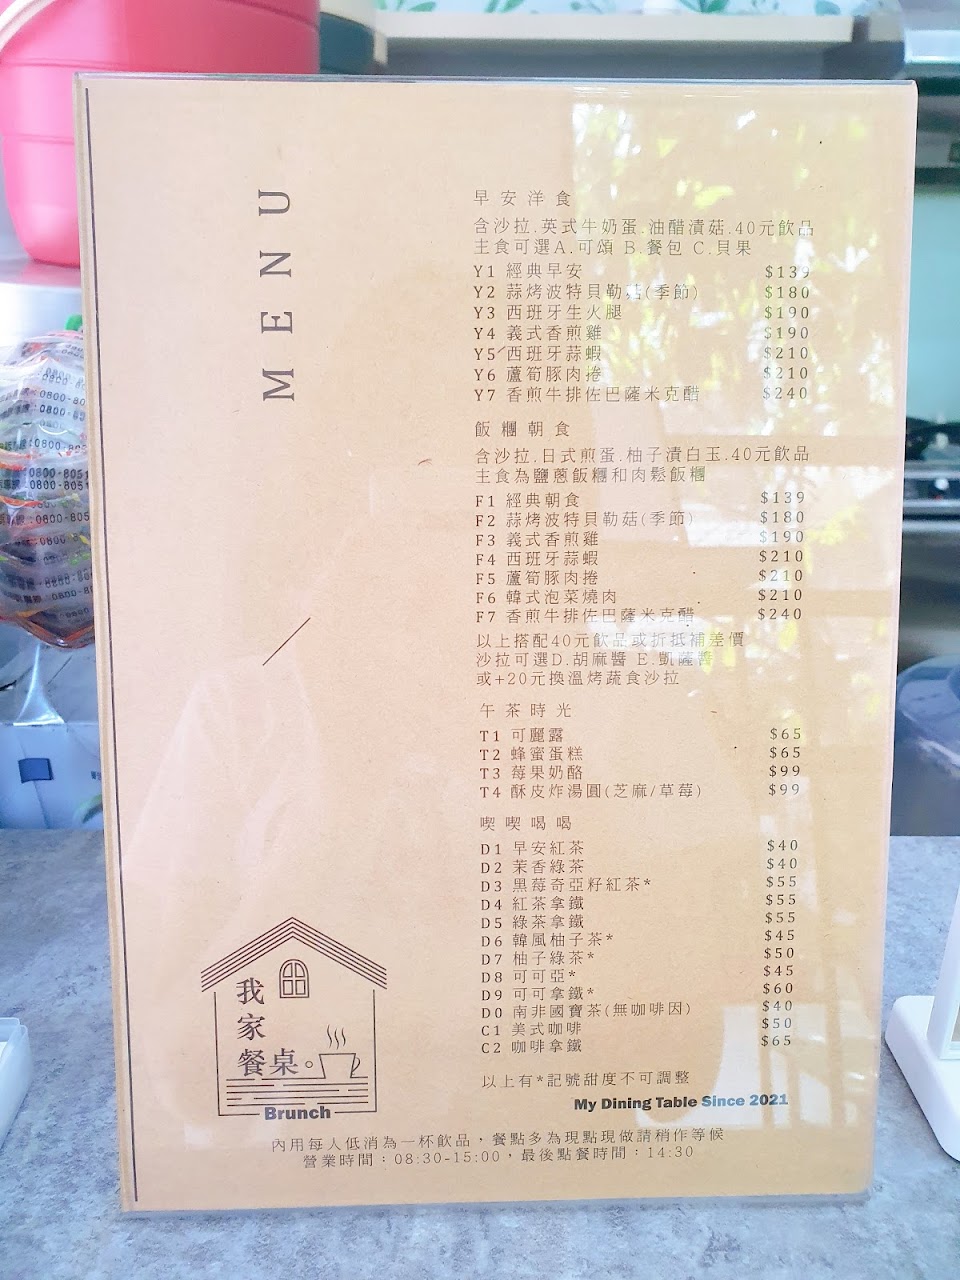 MENU
早安洋食
含沙拉.英式牛奶蛋.油醋漬菇.40元飲品
主食可選A.可頌 B.餐包 C.貝果
Y1 經典早安 $139
Y2 蒜烤波特貝勒菇(季節) $180
Y3 西班牙生火腿 $190
Y4 義式香煎雞 $190
Y5 西班牙蒜蝦 $210
Y6 蘆筍豚肉捲 $210
Y7 香煎牛排佐巴薩米克醋 $240
飯糰朝食
含沙拉.日式煎蛋.柚子漬白玉.40元飲品
主食為鹽蔥飯糰和肉鬆飯糰
F1 經典朝食 $139
F2 蒜烤波特貝勒菇(季節) $180
F3 義式香煎雞 $190
F4 西班牙蒜蝦 $210
F5 蘆筍豚肉捲 $210
F6 韓式泡菜燒肉 $210
F7 香煎牛排佐巴薩米克醋 $240
以上搭配40元飲品或折抵補差價
沙拉可選D.胡麻醬 E.凱薩醬
或+20元換溫烤蔬食沙拉
午茶時光
T1 可麗露 $65
T2 蜂蜜蛋糕 $65
T3 莓果奶酪 $99
T4 酥皮炸湯圓(芝麻/草莓) $99
喫喫喝喝
D1 早安紅茶 $40
D2 茉香綠茶 $40
D3 黑莓奇亞籽紅茶* $55
D4 紅茶拿鐵 $55
D5 綠茶拿鐵 $55
D6 韓風柚子茶* $45
D7 柚子綠茶* $50
D8 可可亞* $45
D9 可可拿鐵* $60
D0 南非國寶茶(無咖啡因) $40
C1 美式咖啡 $50
C2 咖啡拿鐵 $65
以上有*記號甜度不可調整
My Dining Table Since 2021
我
家
餐桌。
Brunch
內用每人低消為一杯飲品，餐點多為現點現做請稍作等候
營業時間：08:30-15:00，最後點餐時間：14:30
0800-8051